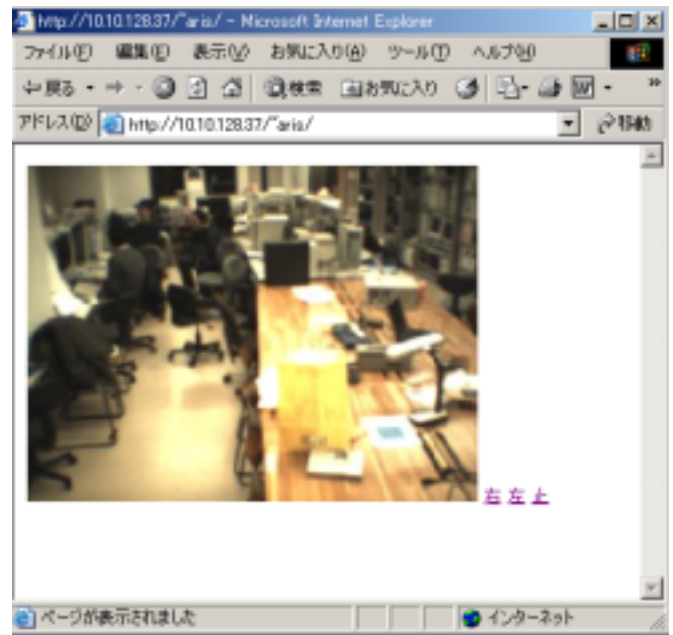 http://10.10.128.37/~aris/ - Microsoft Internet Explorer
ファイル(F) 編集(E) 表示(V) お気に入り(A) ツール(T) ヘルプ(H)
戻る 検索 お気に入り
アドレス(D) http://10.10.128.37/~aris/ 移動
右 左 止
ページが表示されました インターネット